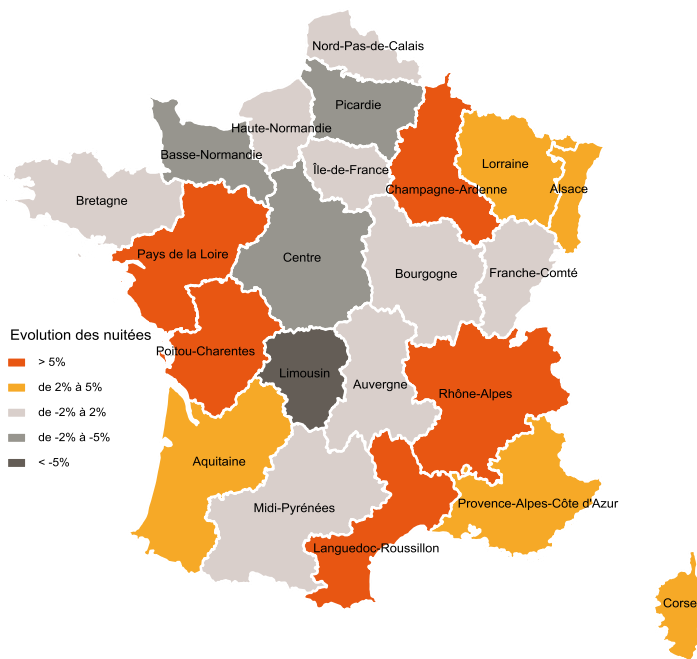 Nord-Pas-de-Calais
Picardie
Haute-Normandie
Basse-Normandie
Île-de-France
Champagne-Ardenne
Lorraine
Alsace
Bretagne
Pays de la Loire
Centre
Bourgogne
Franche-Comté
Evolution des nuitées
> 5%
de 2% à 5%
de -2% à 2%
de -2% à -5%
< -5%
Poitou-Charentes
Limousin
Auvergne
Rhône-Alpes
Aquitaine
Midi-Pyrénées
Provence-Alpes-Côte d'Azur
Languedoc-Roussillon
Corse